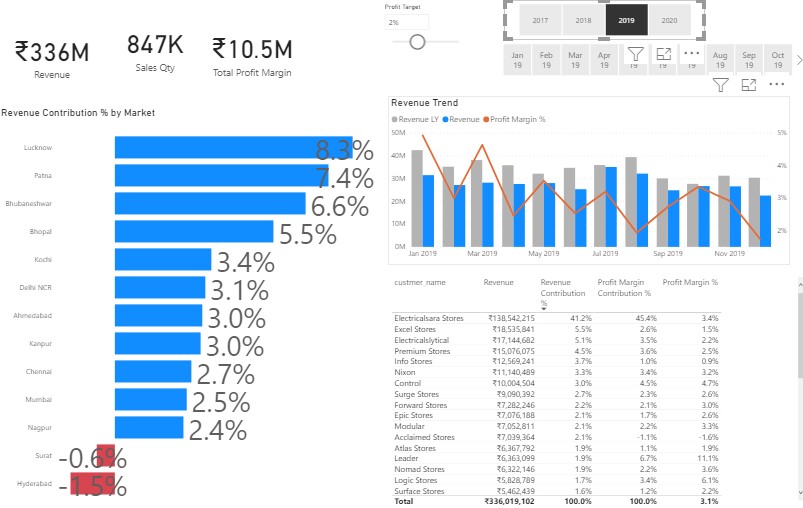 Profit Target
2%
2017 2018 2019 2020
Jan 19 Feb 19 Mar 19 Apr 19 19 19 19 Aug 19 Sep 19 Oct 19
₹336M
Revenue
847K
Sales Qty
₹10.5M
Total Profit Margin
Revenue Contribution % by Market
Lucknow 8.3%
Patna 7.4%
Bhubaneshwar 6.6%
Bhopal 5.5%
Kochi 3.4%
Delhi NCR 3.1%
Ahmedabad 3.0%
Kanpur 3.0%
Chennai 2.7%
Mumbai 2.5%
Nagpur 2.4%
Surat -0.6%
Hyderabad -1.5%
Revenue Trend
Revenue LY Revenue Profit Margin %
50M 5%
40M 4%
30M 3%
20M
10M 2%
0M
Jan 2019 Mar 2019 May 2019 Jul 2019 Sep 2019 Nov 2019
custmer_name Revenue Revenue Contribution % Profit Margin Contribution % Profit Margin %
Electricalsara Stores ₹138,542,215 41.2% 45.4% 3.4%
Excel Stores ₹18,535,841 5.5% 2.6% 1.5%
Electricalslytical ₹17,144,682 5.1% 3.5% 2.2%
Premium Stores ₹15,076,075 4.5% 3.6% 2.5%
Info Stores ₹12,569,241 3.7% 1.0% 0.9%
Nixon ₹11,140,489 3.3% 3.4% 3.2%
Control ₹10,004,504 3.0% 4.5% 4.7%
Surge Stores ₹9,090,392 2.7% 2.3% 2.6%
Forward Stores ₹7,282,246 2.2% 2.1% 3.0%
Epic Stores ₹7,076,188 2.1% 1.7% 2.6%
Modular ₹7,052,811 2.1% 2.2% 3.3%
Acclaimed Stores ₹7,039,364 2.1% -1.1% -1.6%
Atlas Stores ₹6,367,792 1.9% 1.1% 1.9%
Leader ₹6,363,099 1.9% 6.7% 11.1%
Nomad Stores ₹6,322,146 1.9% 2.2% 3.6%
Logic Stores ₹5,828,789 1.7% 3.4% 6.1%
Surface Stores ₹5,462,439 1.6% 1.2% 2.2%
Total ₹336,019,102 100.0% 100.0% 3.1%